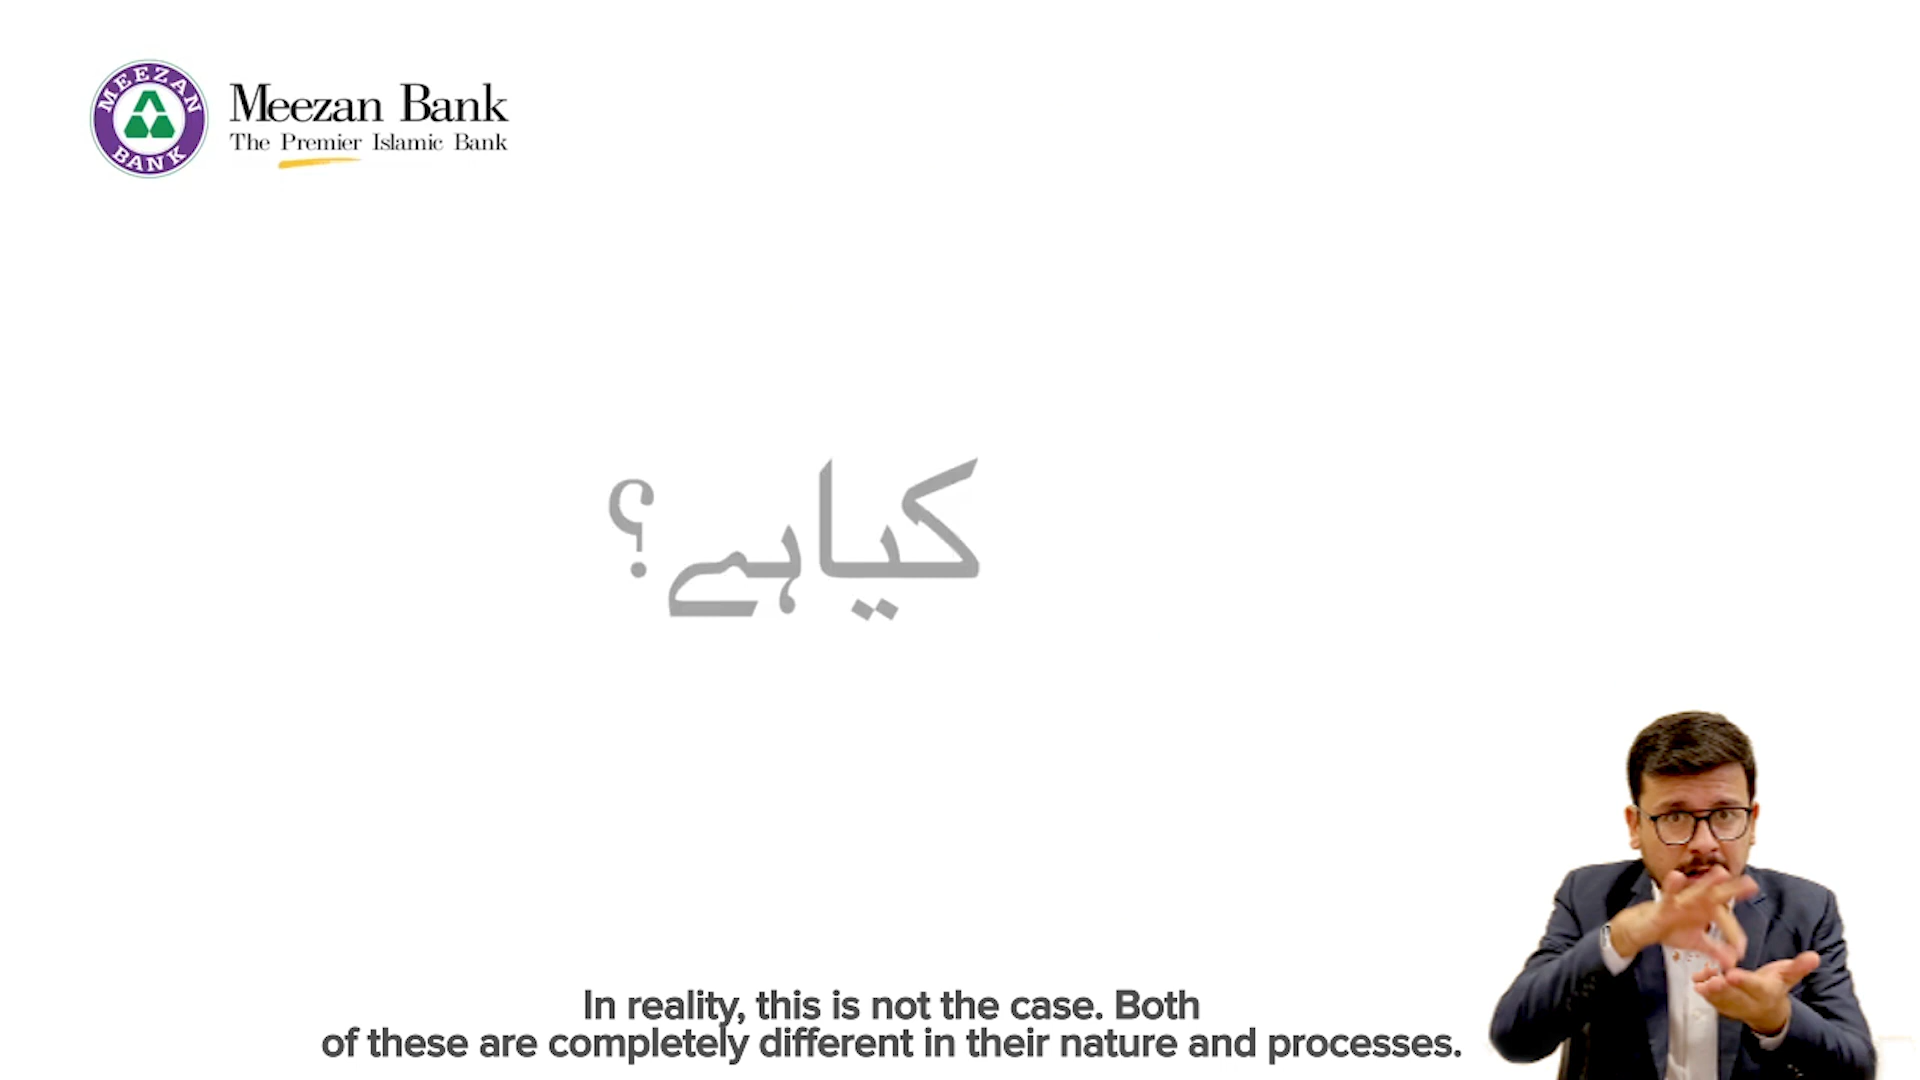 MEEZAN BANK
Meezan Bank
The Premier Islamic Bank
کیا ہے؟
In reality, this is not the case. Both
of these are completely different in their nature and processes.